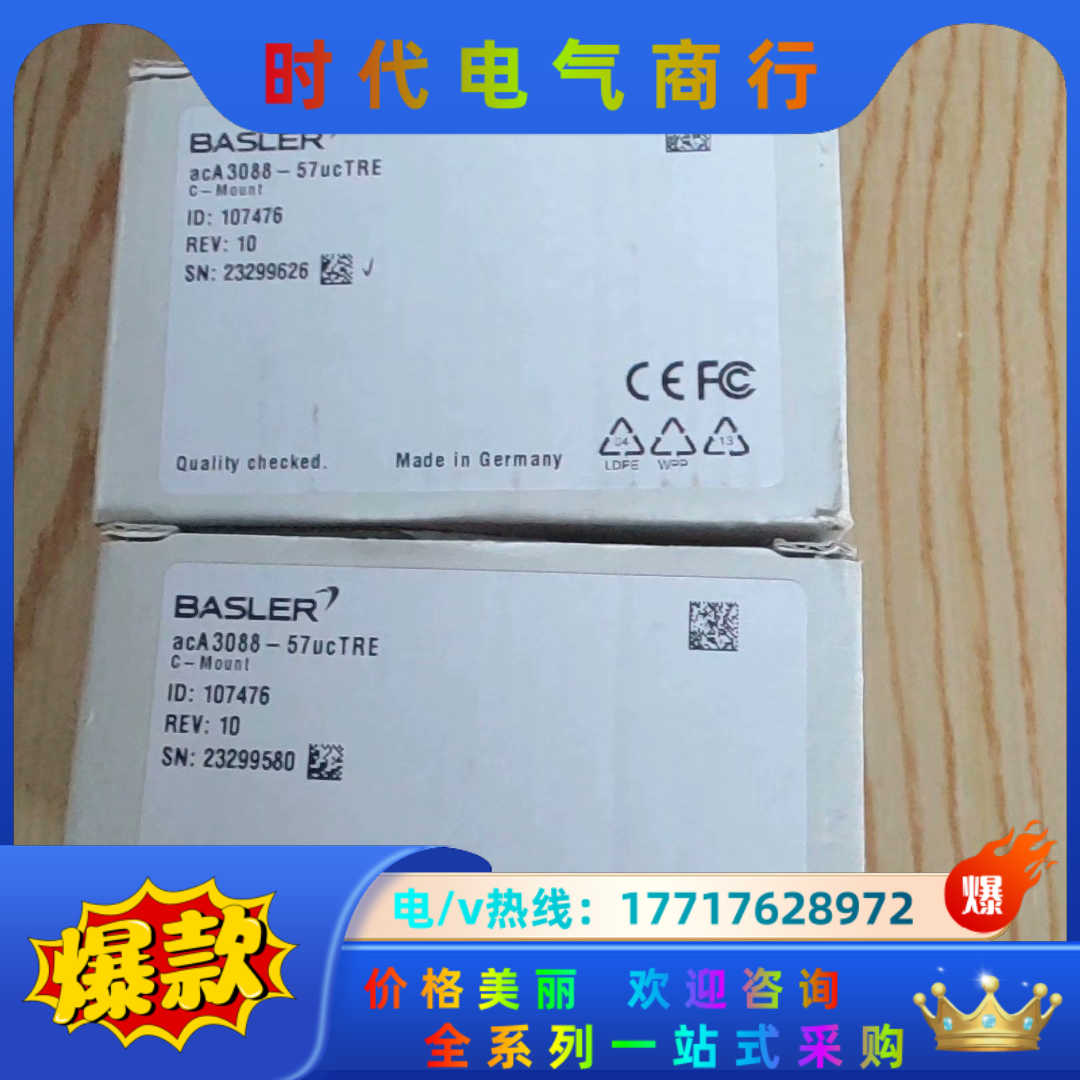 时代电气商行
BASLER
acA3088-57ucTRE
C-Mount
ID: 107476
REV: 10
SN: 23299626
CE FC
04
13
LDPE
WPP
Quality checked.
Made in Germany
BASLER
acA3088-57ucTRE
C-Mount
ID: 107476
REV: 10
SN: 23299580
电/v热线：17717628972
爆
爆款
价格美丽 欢迎咨询
全系列一站式采购